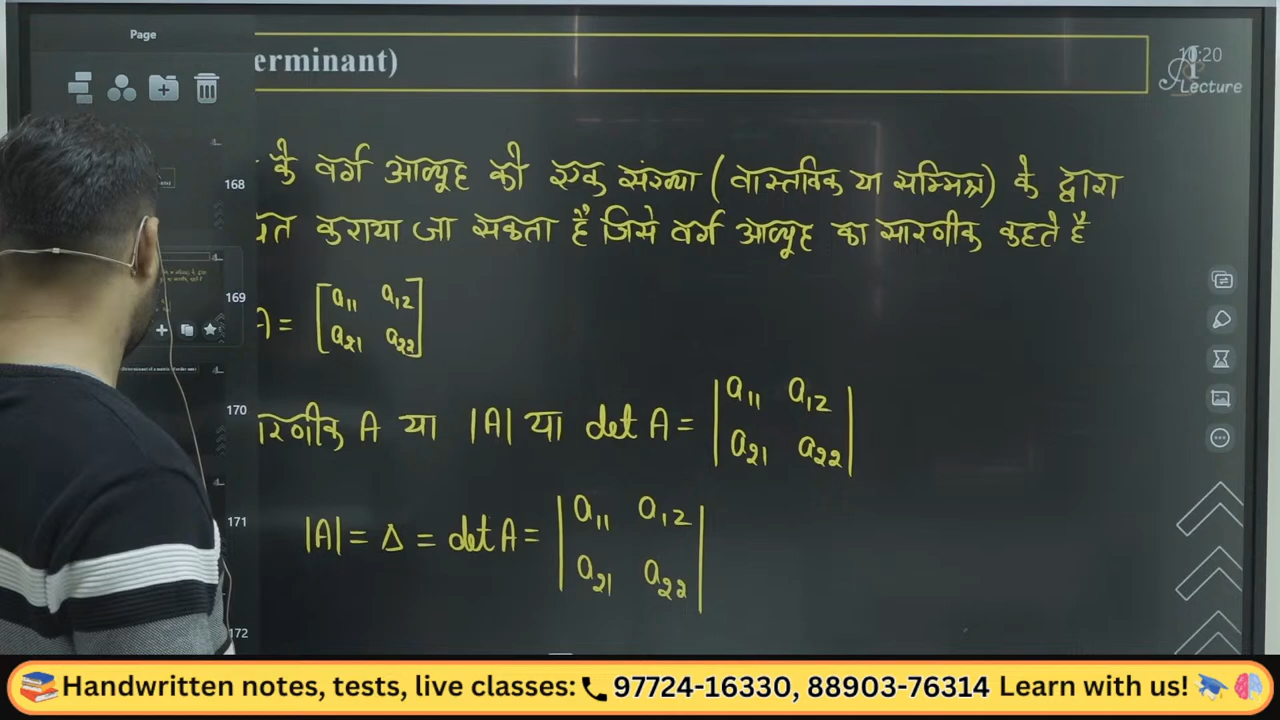 Page
erminant)
10:20
Lecture
168
के वर्ग आव्यूह को एक संख्या (वास्तविक या सम्मिश्र) के द्वारा
कराया जा सकता है जिसे वर्ग आव्यूह का सारणीक कहते है
169
A = [a₁₁ a₁₂
a₂₁ a₂₂]
170
रणीक A या |A| या det A = |a₁₁ a₁₂
a₂₁ a₂₂|
171
|A| = Δ = det A = |a₁₁ a₁₂
a₂₁ a₂₂|
172
Handwritten notes, tests, live classes: 97724-16330, 88903-76314 Learn with us!